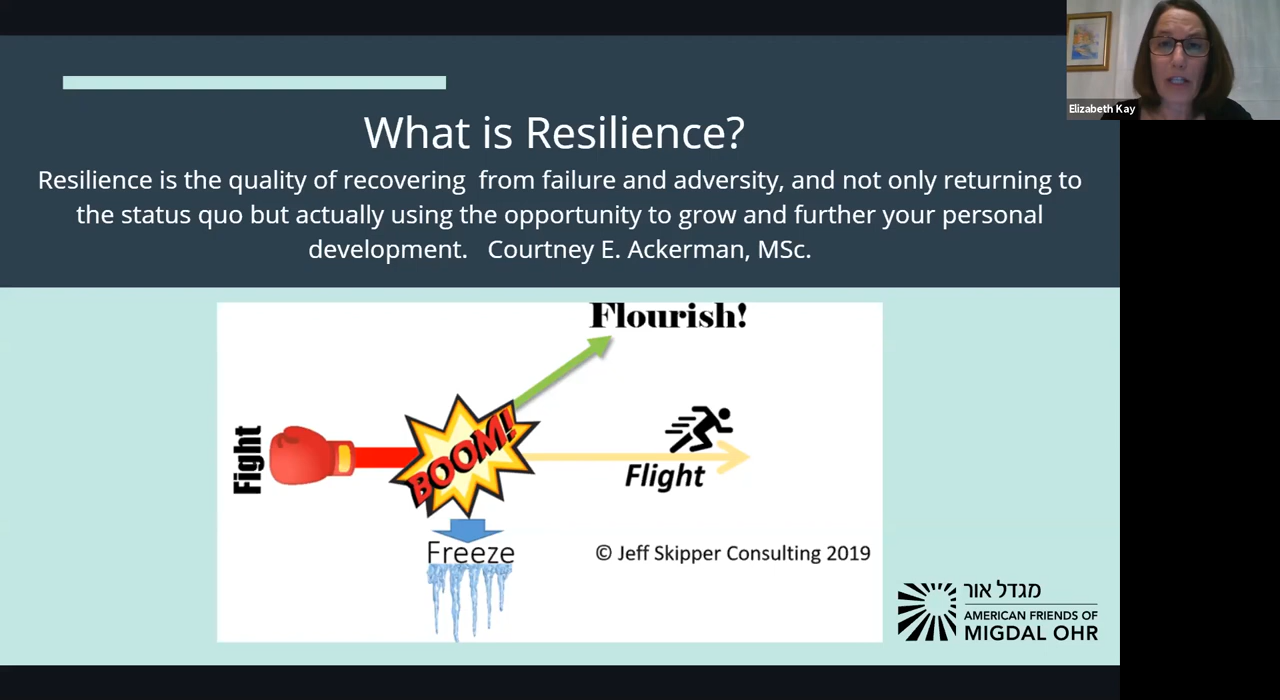 Elizabeth Kay
What is Resilience?
Resilience is the quality of recovering  from failure and adversity, and not only returning to
the status quo but actually using the opportunity to grow and further your personal
development.   Courtney E. Ackerman, MSc.
Flourish!
Fight
BOOM!
Flight
Freeze
© Jeff Skipper Consulting 2019
מגדל אור
AMERICAN FRIENDS OF
MIGDAL OHR